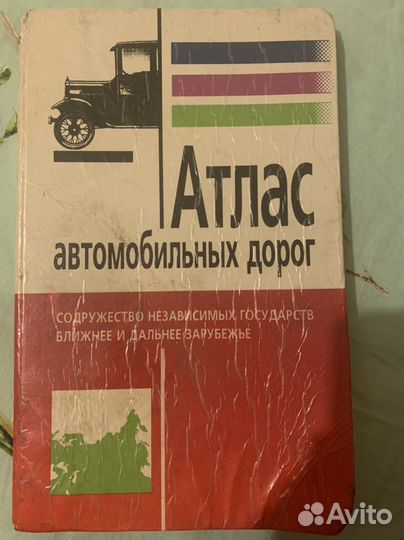 Атлас
автомобильных дорог
СОДРУЖЕСТВО НЕЗАВИСИМЫХ ГОСУДАРСТВ
БЛИЖНЕЕ И ДАЛЬНЕЕ ЗАРУБЕЖЬЕ
Avito